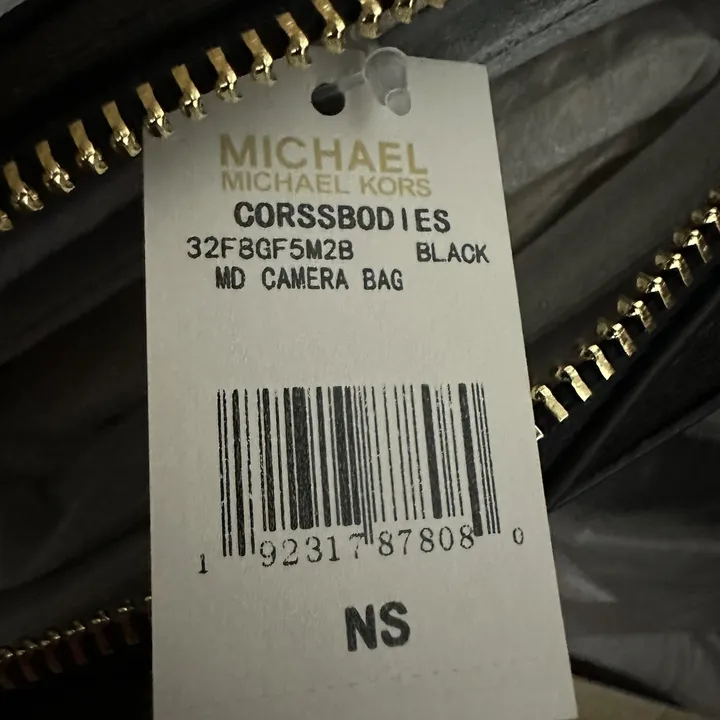 MICHAEL
MICHAEL KORS
CORSSBODIES
32F8GF5M2B BLACK
MD CAMERA BAG
1 92317 87808 0
NS